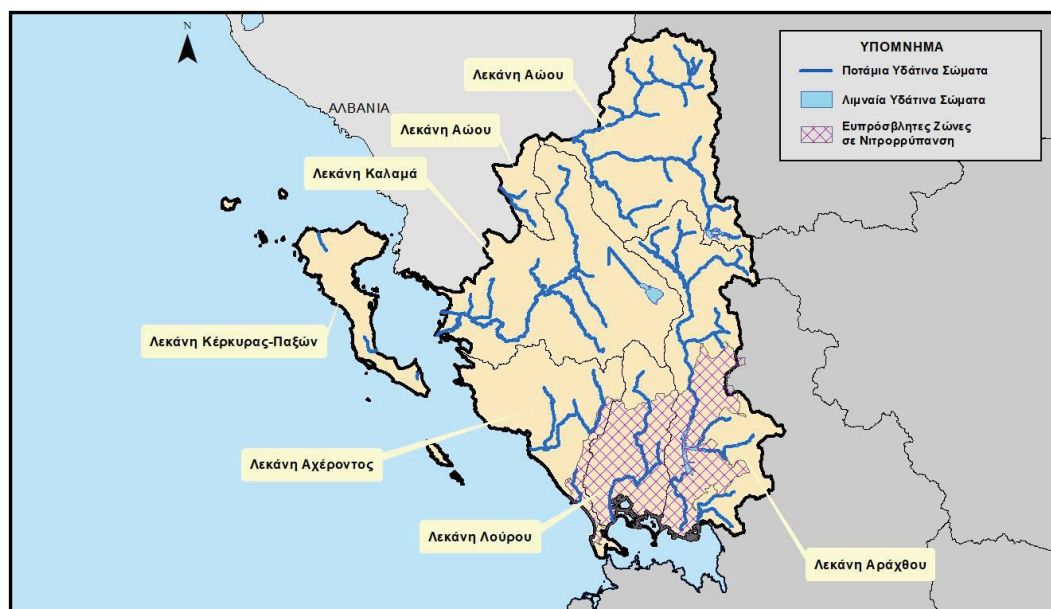 N
ΥΠΟΜΝΗΜΑ
Ποτάμια Υδάτινα Σώματα
Λιμναία Υδάτινα Σώματα
Ευπρόσβλητες Ζώνες
σε Νιτρορρύπανση
Λεκάνη Αώου
ΑΛΒΑΝΙΑ
Λεκάνη Αώου
Λεκάνη Καλαμά
Λεκάνη Κέρκυρας-Παξών
Λεκάνη Αχέροντος
Λεκάνη Λούρου
Λεκάνη Αράχθου